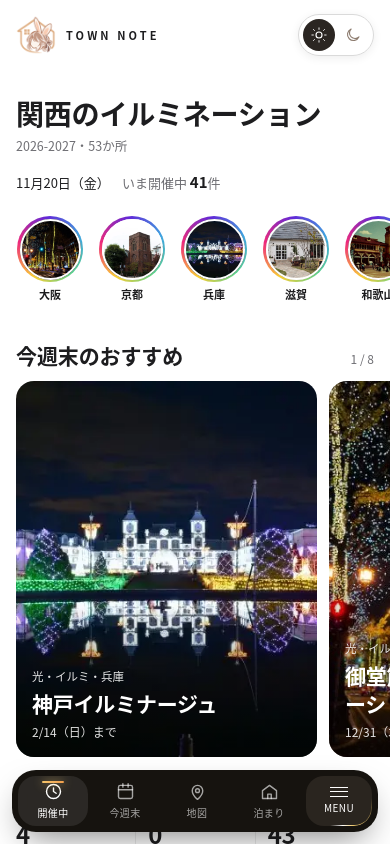 TOWN NOTE
関西のイルミネーション
2026-2027・53か所
11月20日（金） いま開催中 41件
大阪 京都 兵庫 滋賀 和歌山
今週末のおすすめ 1 / 8
光・イルミ・兵庫
神戸イルミナージュ
2/14（日）まで
光・イル
御堂
ーシ
12/31（
開催中 今週末 地図 泊まり MENU
4 0 43